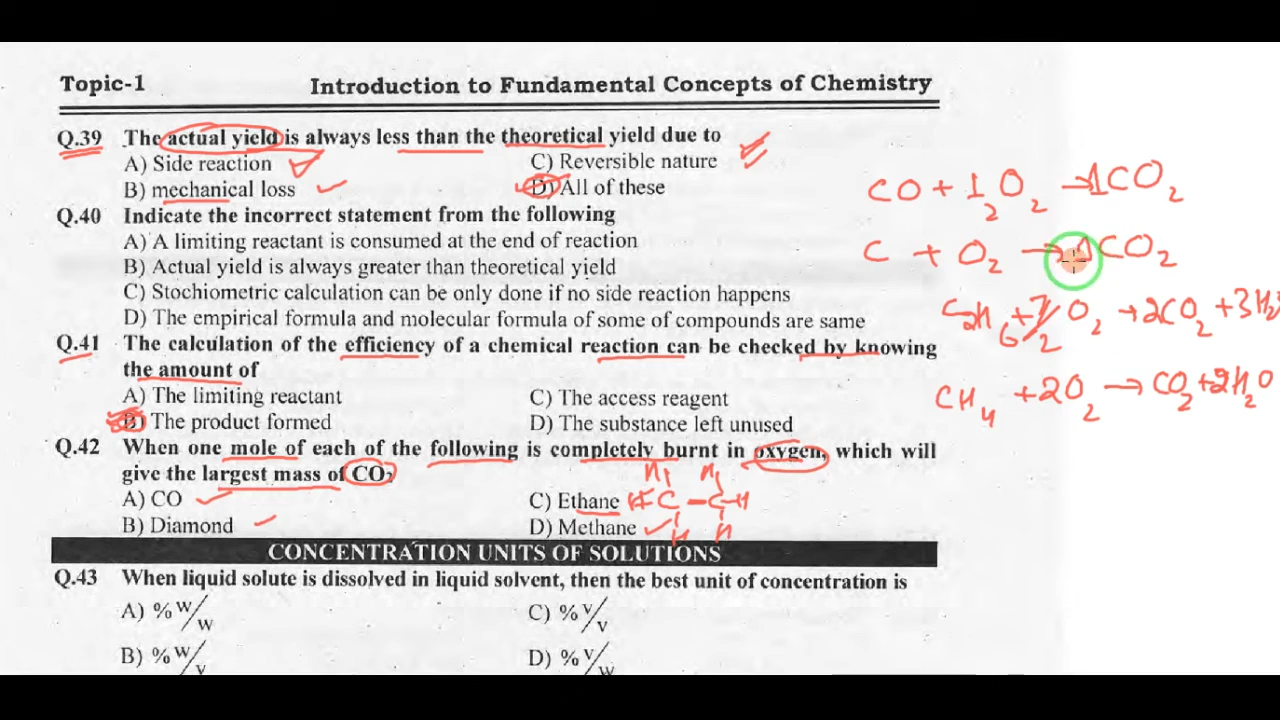 Topic-1 Introduction to Fundamental Concepts of Chemistry
Q.39 The actual yield is always less than the theoretical yield due to
A) Side reaction C) Reversible nature
B) mechanical loss D) All of these
Q.40 Indicate the incorrect statement from the following
A) A limiting reactant is consumed at the end of reaction
B) Actual yield is always greater than theoretical yield
C) Stochiometric calculation can be only done if no side reaction happens
D) The empirical formula and molecular formula of some of compounds are same
Q.41 The calculation of the efficiency of a chemical reaction can be checked by knowing
the amount of
A) The limiting reactant C) The access reagent
B) The product formed D) The substance left unused
Q.42 When one mole of each of the following is completely burnt in oxygen, which will
give the largest mass of CO₂
A) CO C) Ethane
B) Diamond D) Methane
H H
H C – C – H
H H
CONCENTRATION UNITS OF SOLUTIONS
Q.43 When liquid solute is dissolved in liquid solvent, then the best unit of concentration is
A) % w/w C) % v/v
B) % w/v D) % v/w
CO + 1/2 O₂ → 1CO₂
C + O₂ → 1CO₂
C₂H₆ + 7/2 O₂ → 2CO₂ + 3H₂
CH₄ + 2O₂ → CO₂ + 2H₂O